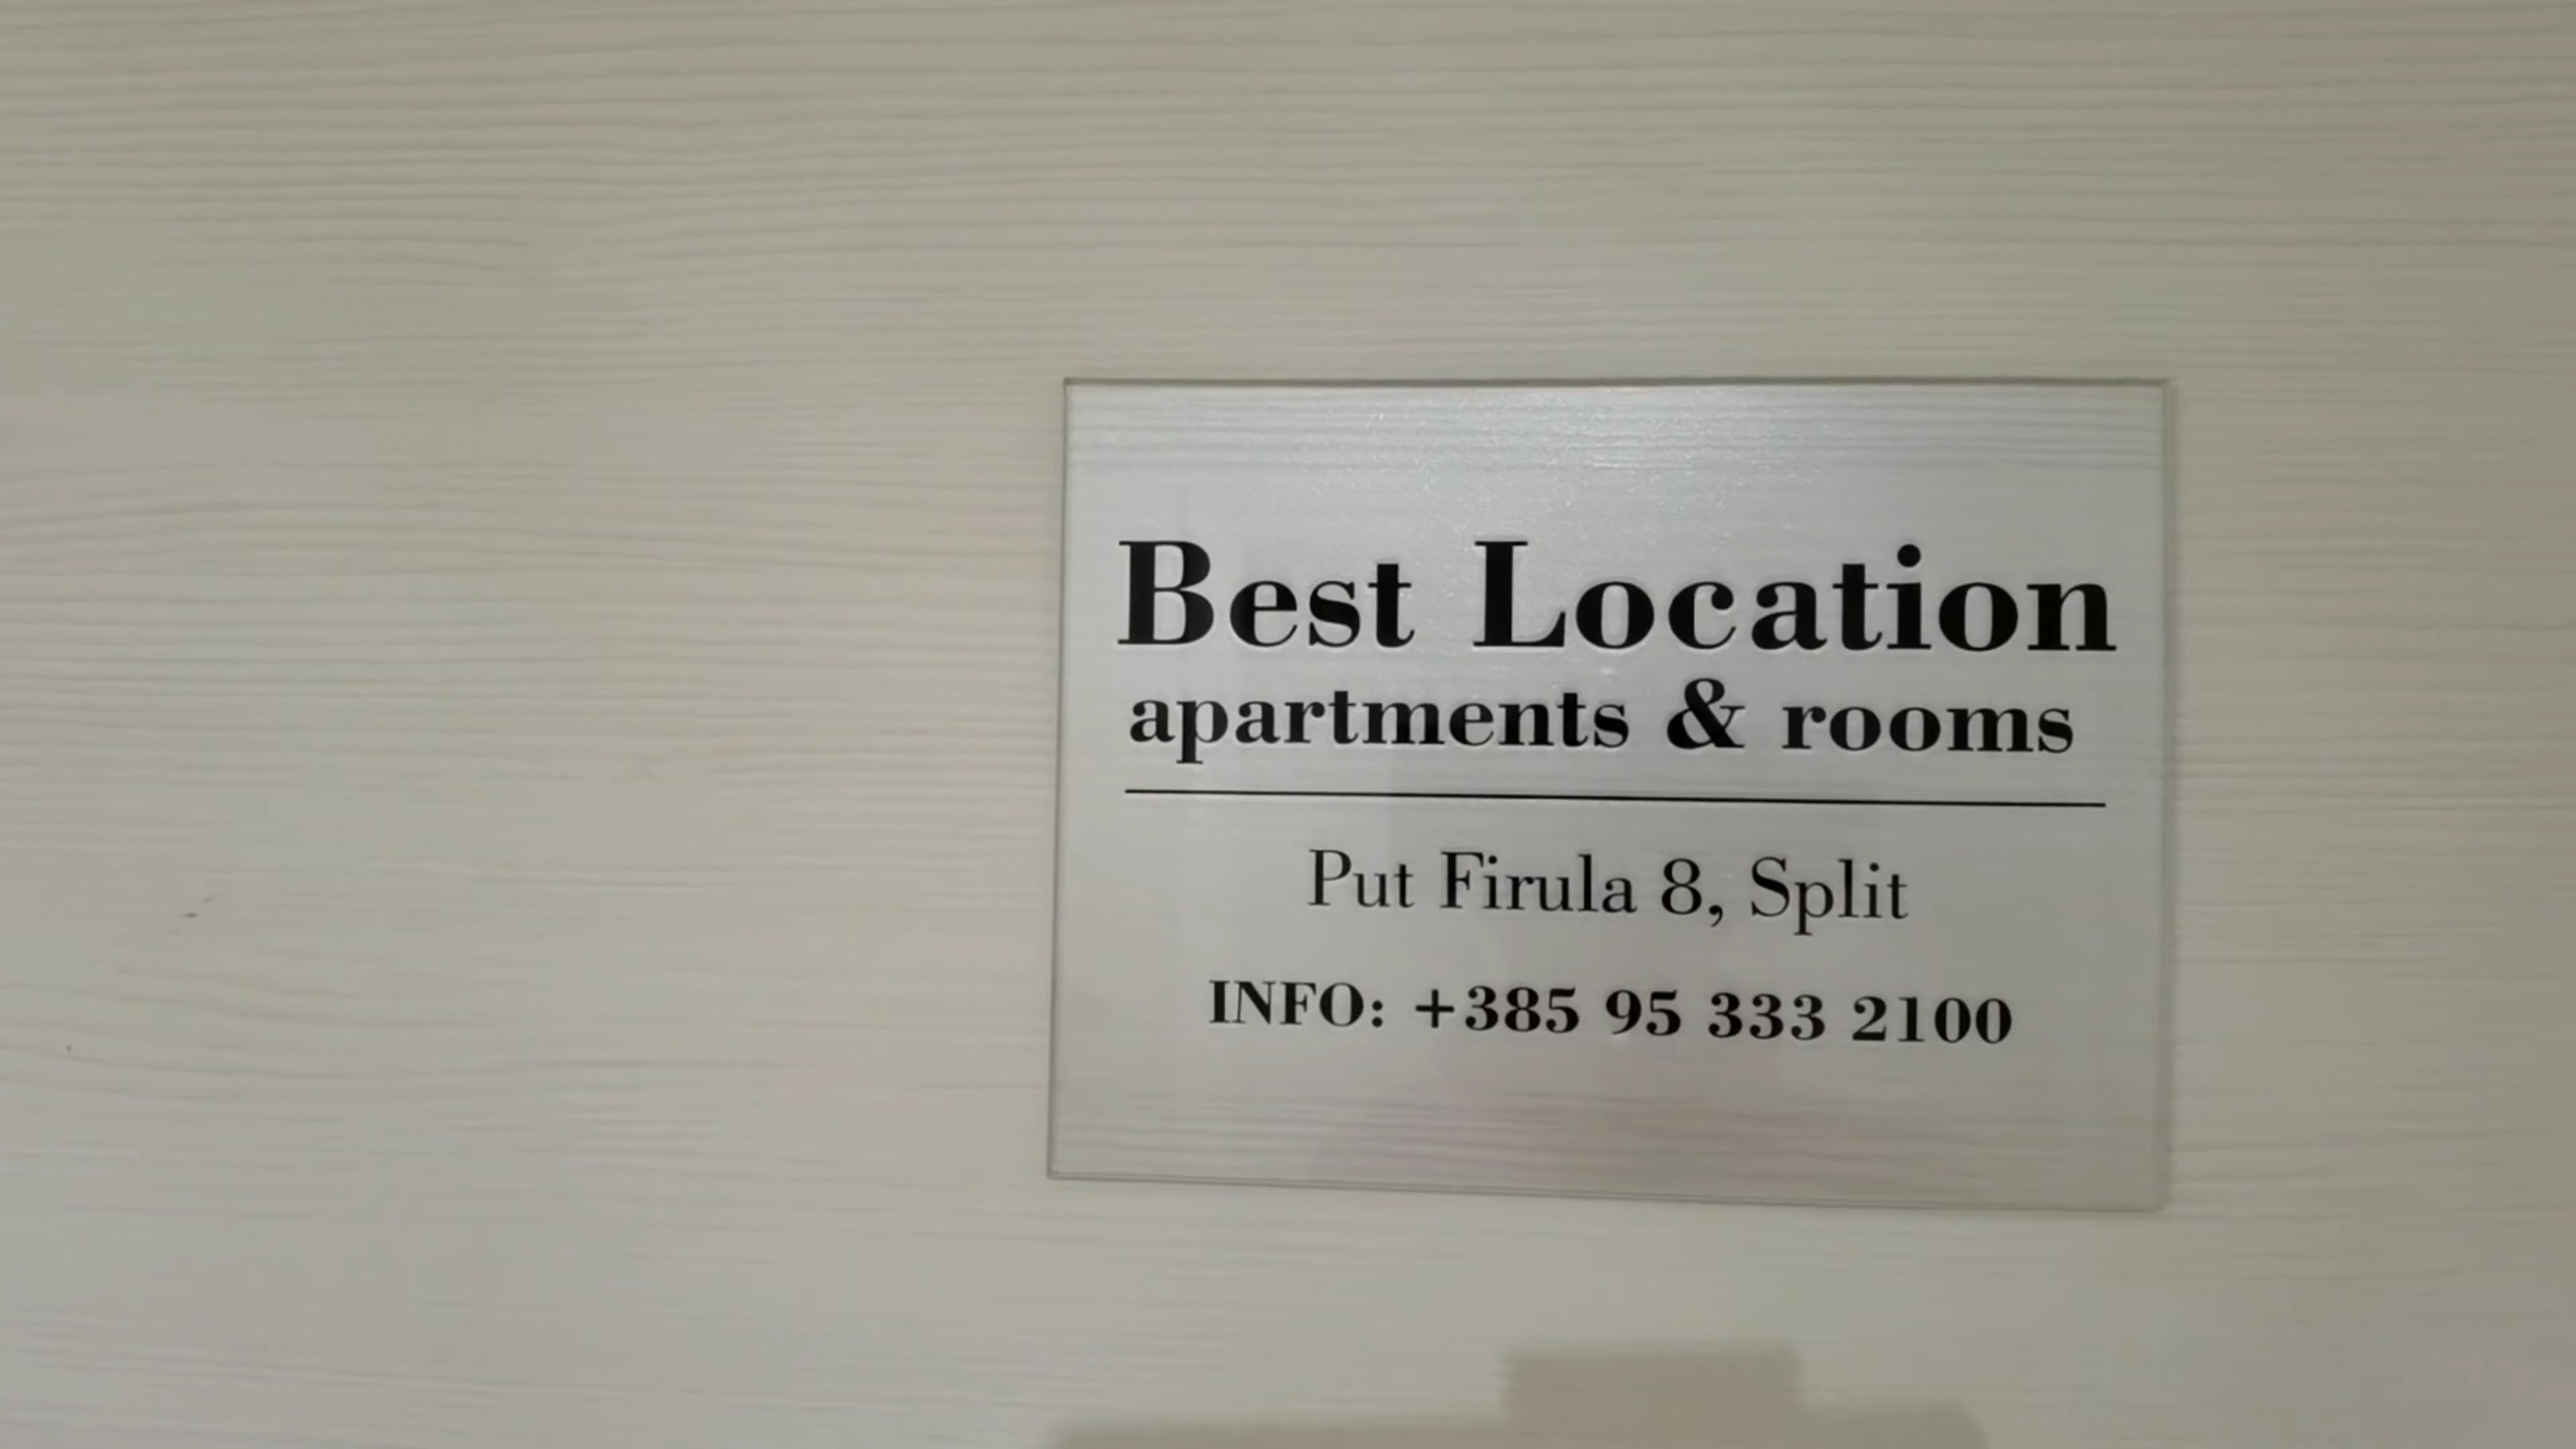 Best Location
apartments & rooms
Put Firula 8, Split
INFO: +385 95 333 2100